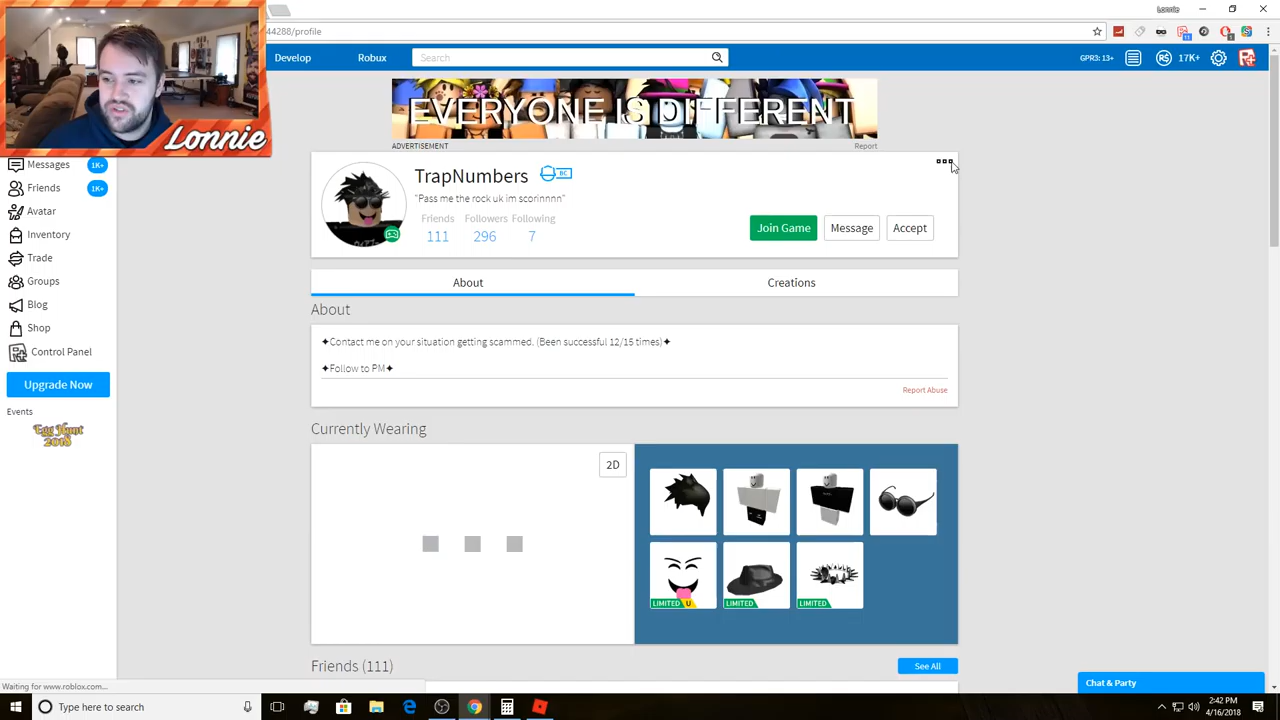 Lonnie
44288/profile
Develop
Robux
Search
GPR3: 13+
17K+
EVERYONE IS DIFFERENT
Lonnie
ADVERTISEMENT
Report
Messages
1K+
Friends
1K+
Avatar
Inventory
Trade
Groups
Blog
Shop
Control Panel
Upgrade Now
Events
Egg Hunt
2018
TrapNumbers
BC
"Pass me the rock uk im scorinnnn"
Friends
Followers
Following
111
296
7
Join Game
Message
Accept
About
Creations
About
✦Contact me on your situation getting scammed. (Been successful 12/15 times)✦
✦Follow to PM✦
Report Abuse
Currently Wearing
2D
LIMITED U
LIMITED
LIMITED
Friends (111)
See All
Waiting for www.roblox.com...
Chat & Party
Type here to search
2:42 PM
4/16/2018